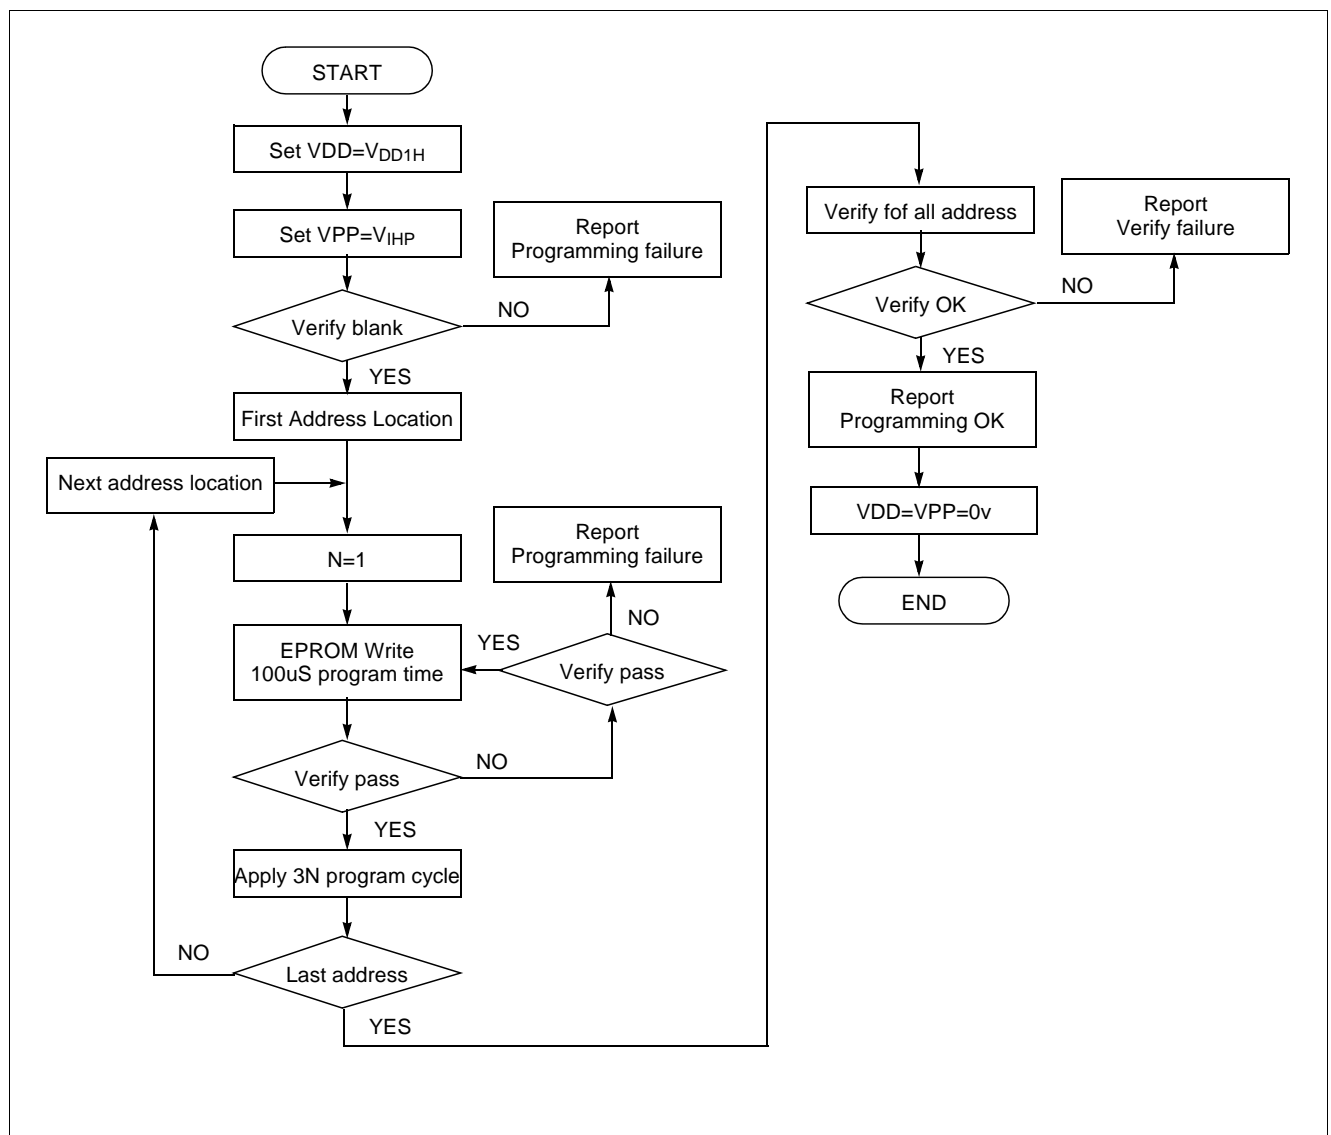 START
Set VDD=VDD1H
Set VPP=VIHP
Report
Programming failure
Verify blank
NO
YES
First Address Location
Next address location
N=1
Report
Programming failure
EPROM Write
100uS program time
YES
NO
Verify pass
Verify pass
NO
YES
Apply 3N program cycle
NO
Last address
YES
Verify fof all address
Report
Verify failure
Verify OK
NO
YES
Report
Programming OK
VDD=VPP=0v
END